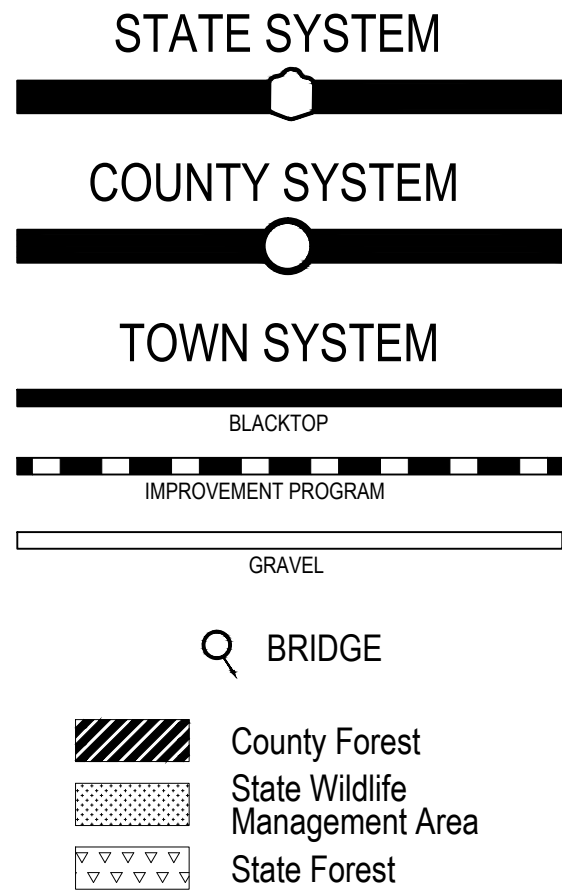 STATE SYSTEM
COUNTY SYSTEM
TOWN SYSTEM
BLACKTOP
IMPROVEMENT PROGRAM
GRAVEL
BRIDGE
County Forest
State Wildlife
Management Area
State Forest